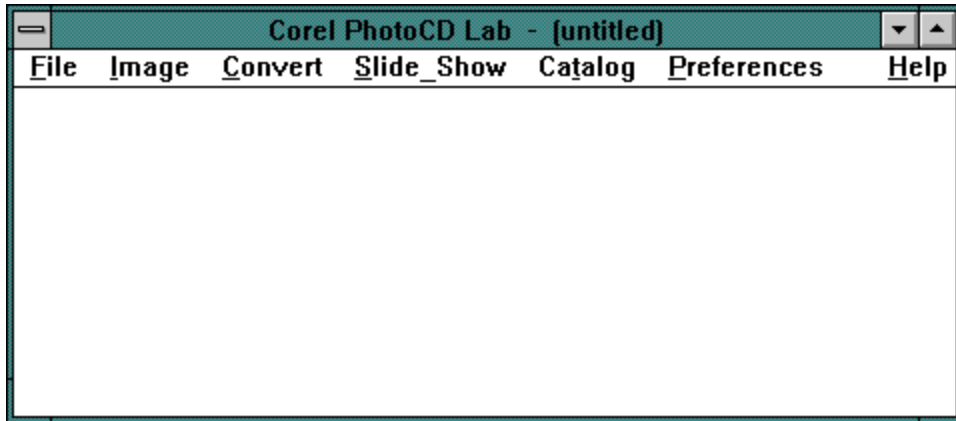 Corel PhotoCD Lab - (untitled)
File Image Convert Slide_Show Catalog Preferences Help